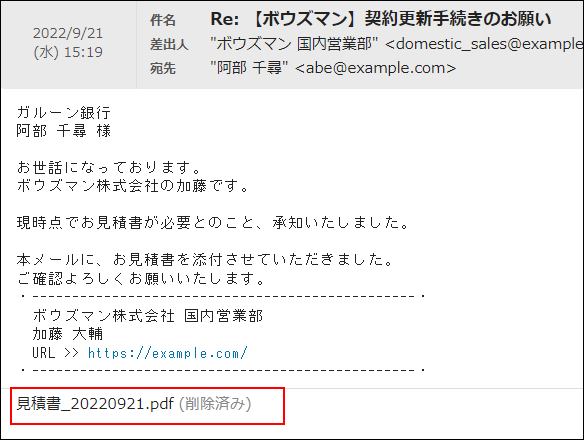 2022/9/21
(水) 15:19
件名 Re: 【ボウズマン】契約更新手続きのお願い
差出人 "ボウズマン 国内営業部" <domestic_sales@example
宛先 "阿部 千尋" <abe@example.com>
ガルーン銀行
阿部 千尋 様
お世話になっております。
ボウズマン株式会社の加藤です。
現時点でお見積書が必要とのこと、承知いたしました。
本メールに、お見積書を添付させていただきました。
ご確認よろしくお願いいたします。
・-----------------------------------------------・
ボウズマン株式会社 国内営業部
加藤 大輔
URL >> https://example.com/
・-----------------------------------------------・
見積書_20220921.pdf (削除済み)